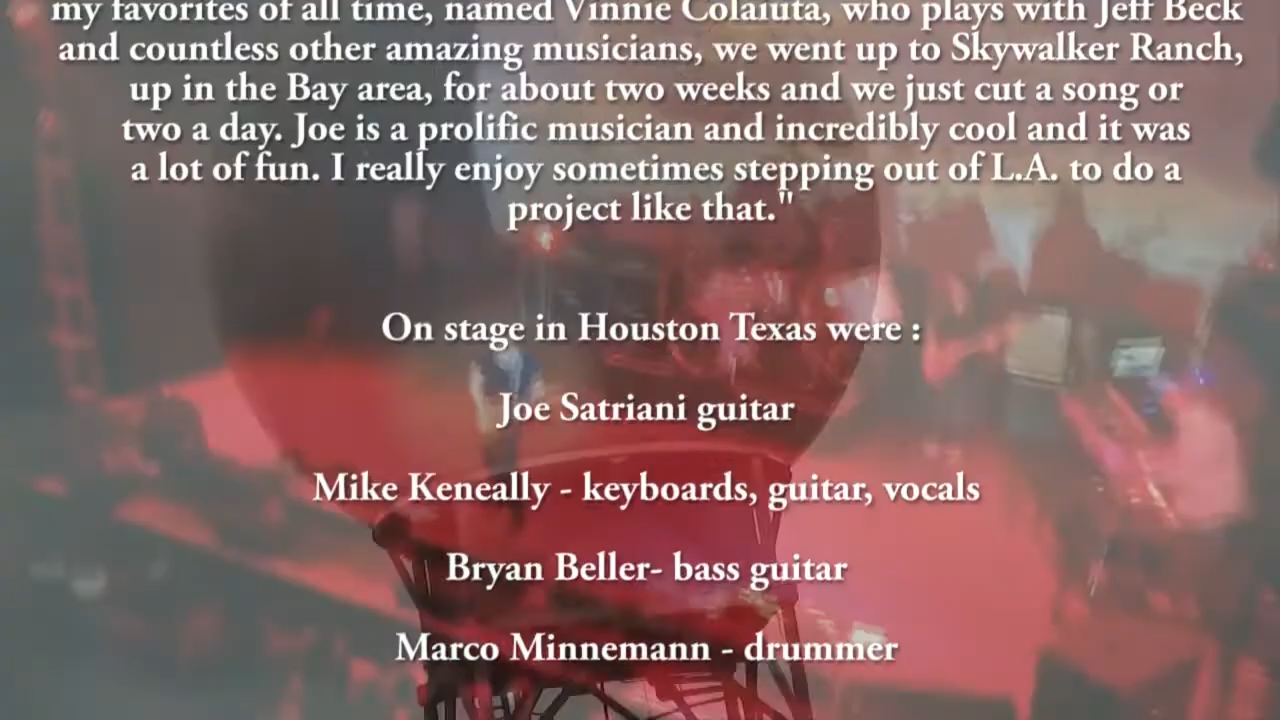 my favorites of all time, named Vinnie Colaiuta, who plays with Jeff Beck
and countless other amazing musicians, we went up to Skywalker Ranch,
up in the Bay area, for about two weeks and we just cut a song or
two a day. Joe is a prolific musician and incredibly cool and it was
a lot of fun. I really enjoy sometimes stepping out of L.A. to do a
project like that."
On stage in Houston Texas were :
Joe Satriani guitar
Mike Keneally - keyboards, guitar, vocals
Bryan Beller- bass guitar
Marco Minnemann - drummer